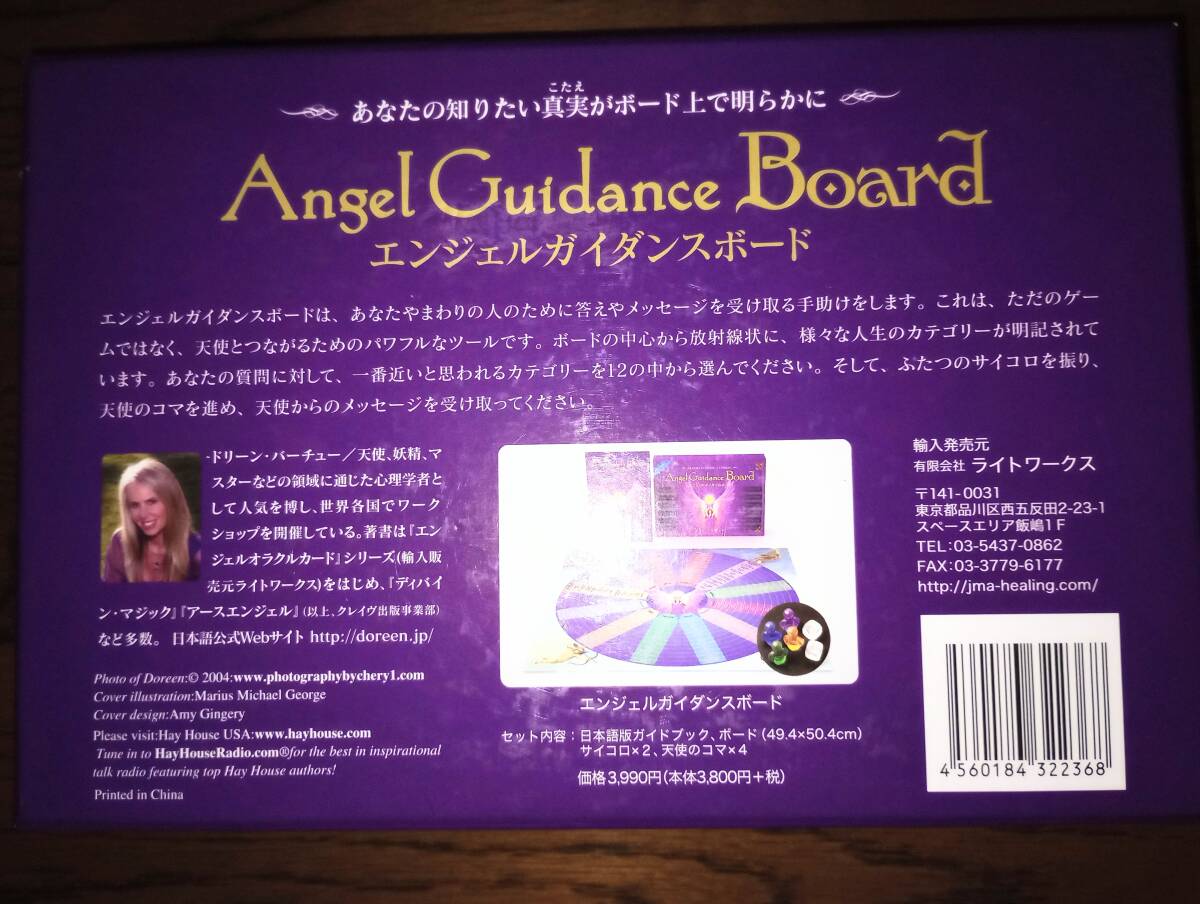 こたえ
あなたの知りたい真実がボード上で明らかに
Angel Guidance Board
エンジェルガイダンスボード
エンジェルガイダンスボードは、あなたやまわりの人のために答えやメッセージを受け取る手助けをします。これは、ただのゲー
ムではなく、天使とつながるためのパワフルなツールです。ボードの中心から放射線状に、様々な人生のカテゴリーが明記されて
います。あなたの質問に対して、一番近いと思われるカテゴリーを12の中から選んでください。そして、ふたつのサイコロを振り、
天使のコマを進め、天使からのメッセージを受け取ってください。
-ドリーン・バーチュー／天使、妖精、マ
スターなどの領域に通じた心理学者と
して人気を博し、世界各国でワーク
ショップを開催している。著書は『エン
ジェルオラクルカード』シリーズ(輸入販
売元ライトワークス)をはじめ、『ディバイ
ン・マジック』『アースエンジェル』(以上、クレイヴ出版事業部)
など多数。 日本語公式Webサイト http://doreen.jp/
Photo of Doreen:© 2004:www.photographybychery1.com
Cover illustration:Marius Michael George
Cover design:Amy Gingery
Please visit:Hay House USA:www.hayhouse.com
Tune in to HayHouseRadio.com®for the best in inspirational
talk radio featuring top Hay House authors!
Printed in China
Angel Guidance Board
エンジェルガイダンスボード
セット内容：日本語版ガイドブック、ボード（49.4×50.4cm）
サイコロ×2、天使のコマ×4
価格3,990円（本体3,800円＋税）
輸入発売元
有限会社 ライトワークス
〒141-0031
東京都品川区西五反田2-23-1
スペースエリア飯嶋1F
TEL:03-5437-0862
FAX:03-3779-6177
http://jma-healing.com/
4 560184 322368